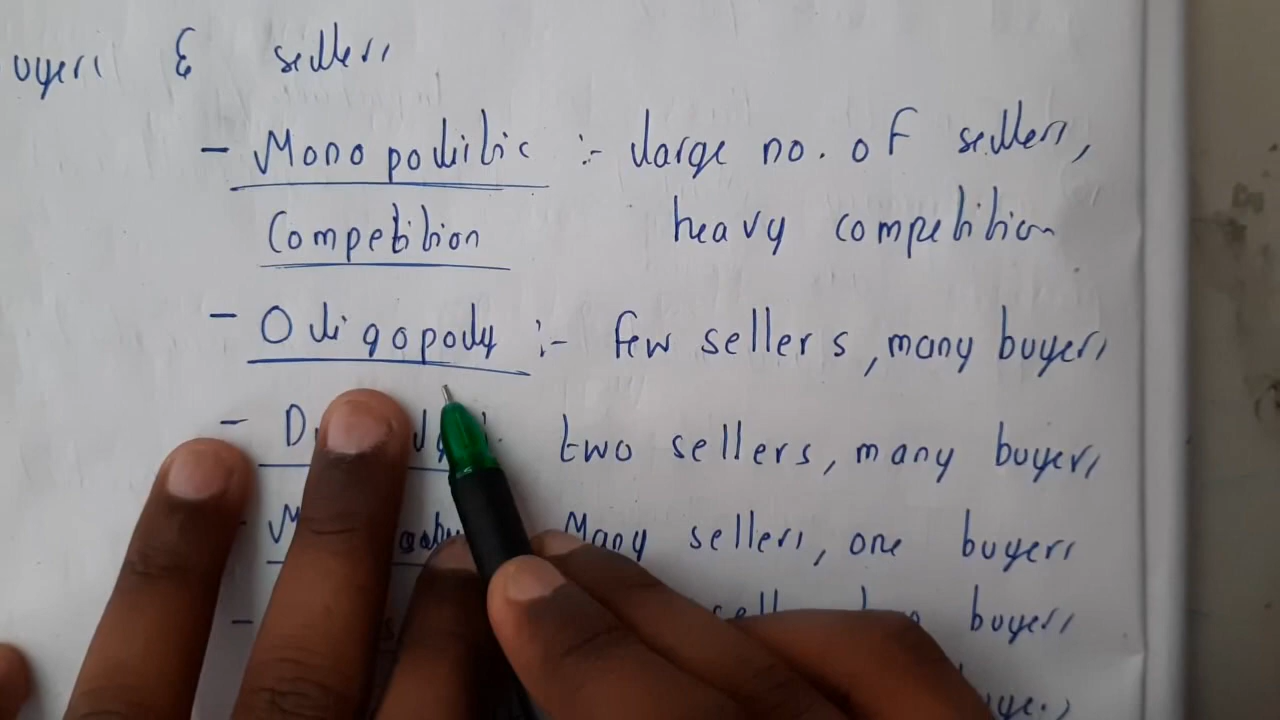 & sellers
- Monopolistic :- large no. of sellers,
Competition heavy competition
- Oligopoly :- few sellers, many buyers
- two sellers, many buyers
- Many sellers, one buyers
- buyers